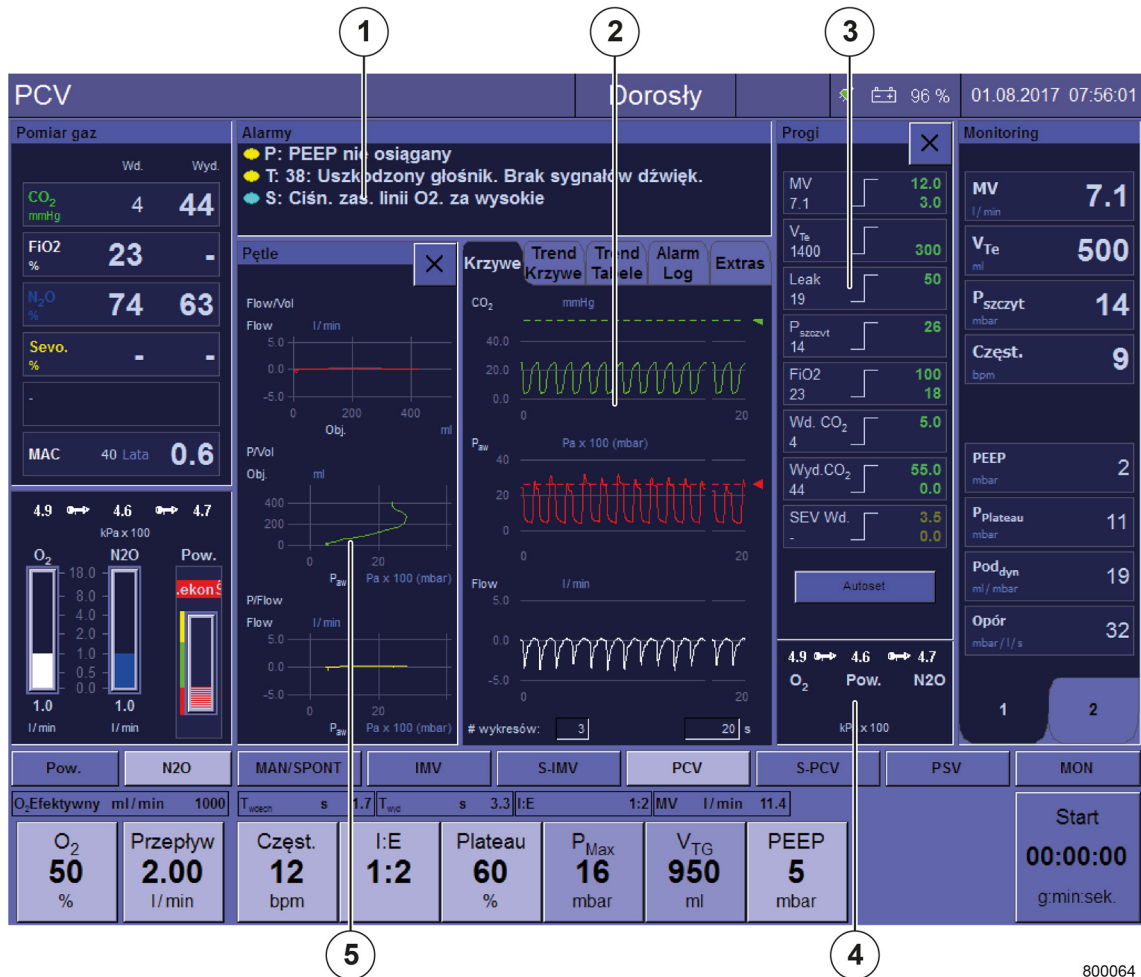 1 2 3
PCV Dorosły 96 % 01.08.2017 07:56:01
Pomiar gaz
Wd. Wyd.
CO2 mmHg 4 44
FiO2 % 23 -
N2O % 74 63
Sevo. % - -
-
MAC 40 Lata 0.6
4.9 4.6 4.7
kPa x 100
O2 N2O Pow.
18.0
8.0
4.0
2.0
1.0
0.5
0.0
.ekon
1.0 1.0
l/min l/min
Alarmy
P: PEEP nie osiągany
T: 38: Uszkodzony głośnik. Brak sygnałów dźwięk.
S: Ciśn. zas. linii O2. za wysokie
Pętle
Flow/Vol
Flow l/min
5.0
0.0
-5.0
0 200 400
Obj. ml
P/Vol
Obj. ml
400
200
0
0 20
Paw Pa x 100 (mbar)
P/Flow
Flow l/min
5.0
0.0
-5.0
0 20
Paw Pa x 100 (mbar)
Krzywe
Trend Krzywe
Trend Tabele
Alarm Log
Extras
CO2 mmHg
40.0
20.0
0.0
0 20
Paw Pa x 100 (mbar)
40
20
0
0 20
Flow l/min
5.0
0.0
-5.0
0 20
# wykresów: 3 20 s
Progi
MV 12.0
7.1 3.0
VTe
1400 300
Leak 50
19
Pszczyt 26
14
FiO2 100
23 18
Wd. CO2 5.0
4
Wyd.CO2 55.0
44 0.0
SEV Wd. 3.5
- 0.0
Autoset
4.9 4.6 4.7
O2 Pow. N2O
kPa x 100
Monitoring
MV l/min 7.1
VTe ml 500
Pszczyt mbar 14
Częst. bpm 9
PEEP mbar 2
PPlateau mbar 11
Poddyn ml/mbar 19
Opór mbar/l/s 32
1 2
Pow. N2O MAN/SPONT IMV S-IMV PCV S-PCV PSV MON
O2Efektywny ml/min 1000 Twdech s 1.7 Twyd s 3.3 I:E 1:2 MV l/min 11.4
O2 50 %
Przepływ 2.00 l/min
Częst. 12 bpm
I:E 1:2
Plateau 60 %
PMax 16 mbar
VTG 950 ml
PEEP 5 mbar
Start
00:00:00
g:min:sek.
5 4
800064